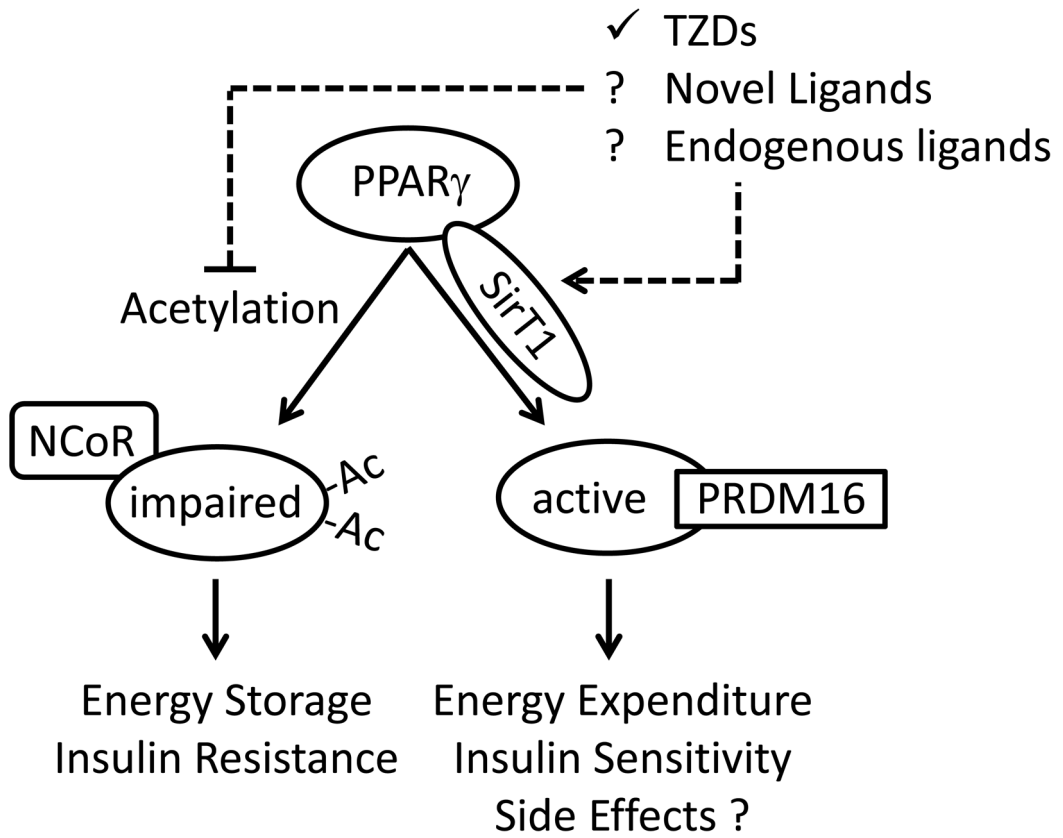 ✓ TZDs
? Novel Ligands
? Endogenous ligands
PPARγ
SirT1
Acetylation
NCoR
impaired
-Ac
-Ac
active
PRDM16
Energy Storage
Insulin Resistance
Energy Expenditure
Insulin Sensitivity
Side Effects ?